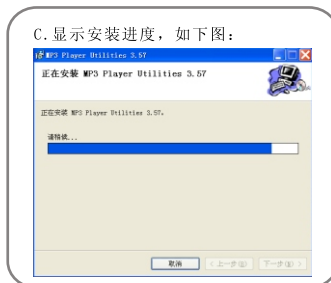 C.显示安装进度，如下图：
MP3 Player Utilities 3.57
正在安装 MP3 Player Utilities 3.57
正在安装 MP3 Player Utilities 3.57。
请稍候...
取消
< 上一步(B)
下一步(N) >